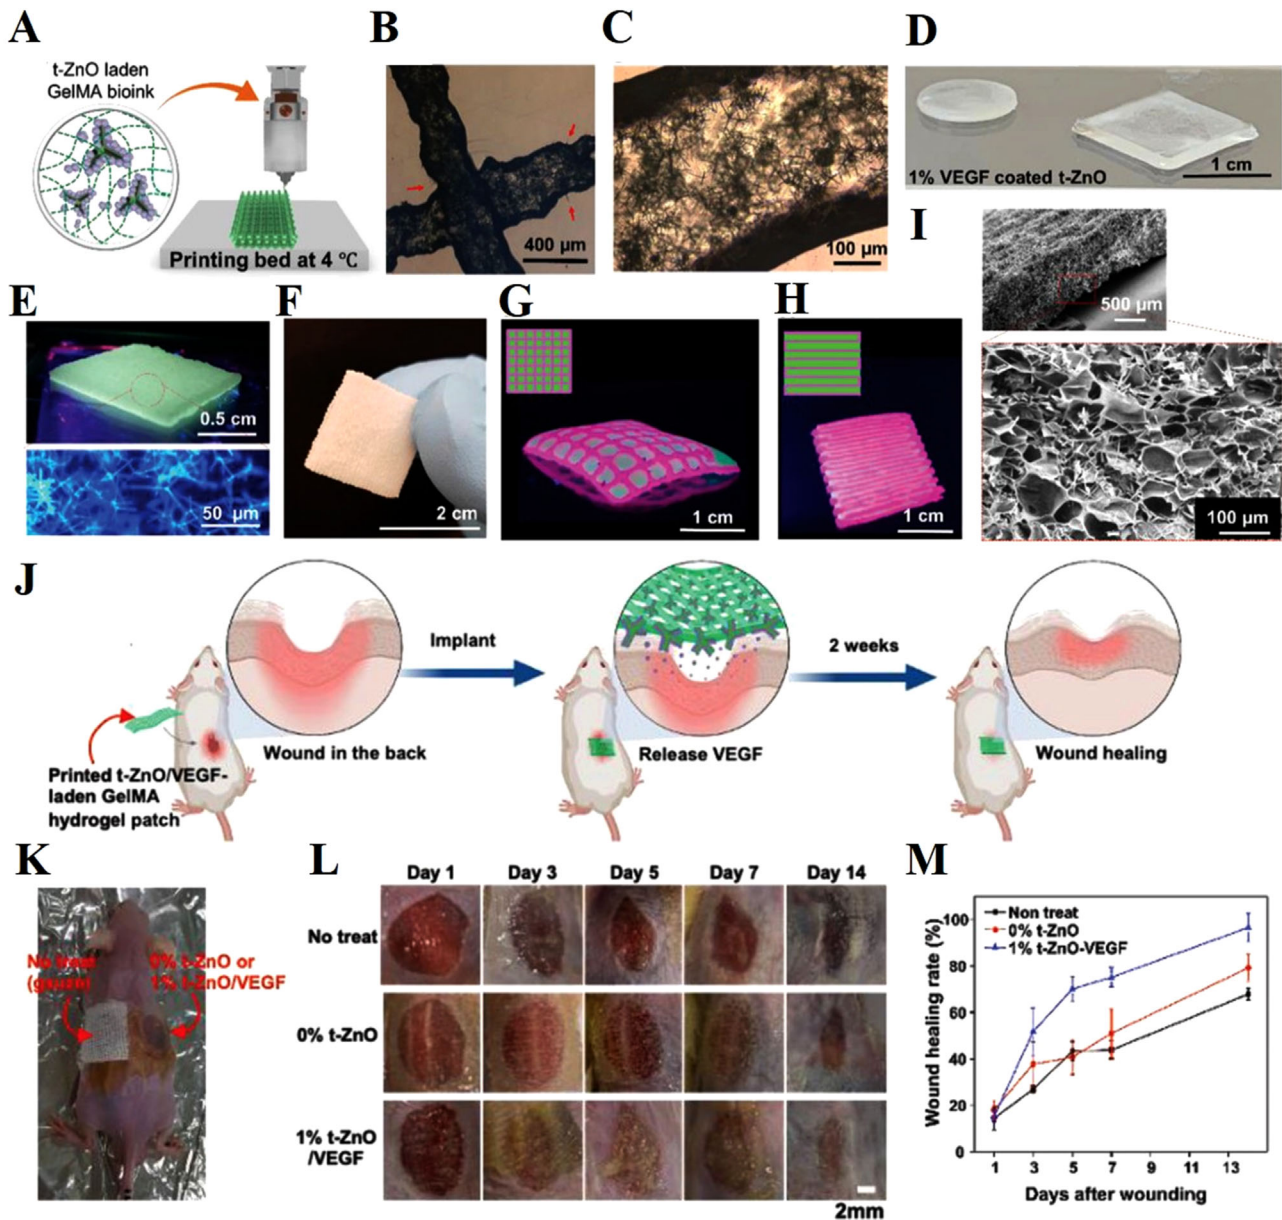 A
t-ZnO laden
GelMA bioink
Printing bed at 4 ℃
B
400 µm
C
100 µm
D
1% VEGF coated t-ZnO
1 cm
E
0.5 cm
50 µm
F
2 cm
G
1 cm
H
1 cm
I
500 µm
100 µm
J
Printed t-ZnO/VEGF-
laden GelMA
hydrogel patch
Wound in the back
Implant
Release VEGF
2 weeks
Wound healing
K
No treat
(gauze)
0% t-ZnO or
1% t-ZnO/VEGF
L
Day 1 Day 3 Day 5 Day 7 Day 14
No treat
0% t-ZnO
1% t-ZnO
/VEGF
2mm
M
Wound healing rate (%)
100
80
60
40
20
0
Non treat
0% t-ZnO
1% t-ZnO-VEGF
1 3 5 7 9 11 13
Days after wounding